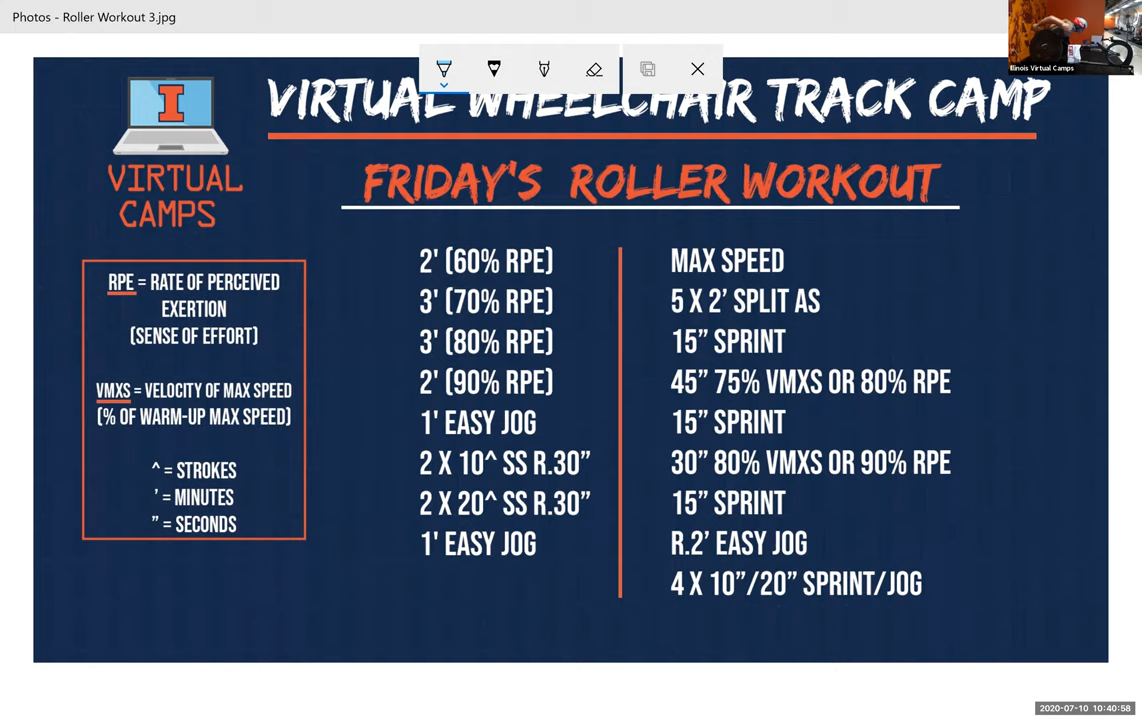 Photos - Roller Workout 3.jpg
Illinois Virtual Camps
VIRTUAL WHEELCHAIR TRACK CAMP
I
VIRTUAL
CAMPS
FRIDAY'S ROLLER WORKOUT
RPE = RATE OF PERCEIVED
EXERTION
(SENSE OF EFFORT)
VMXS = VELOCITY OF MAX SPEED
(% OF WARM-UP MAX SPEED)
^ = STROKES
' = MINUTES
" = SECONDS
2' (60% RPE)
3' (70% RPE)
3' (80% RPE)
2' (90% RPE)
1' EASY JOG
2 X 10^ SS R.30”
2 X 20^ SS R.30”
1' EASY JOG
MAX SPEED
5 X 2’ SPLIT AS
15” SPRINT
45” 75% VMXS OR 80% RPE
15” SPRINT
30” 80% VMXS OR 90% RPE
15” SPRINT
R.2’ EASY JOG
4 X 10”/20” SPRINT/JOG
2020-07-10 10:40:58